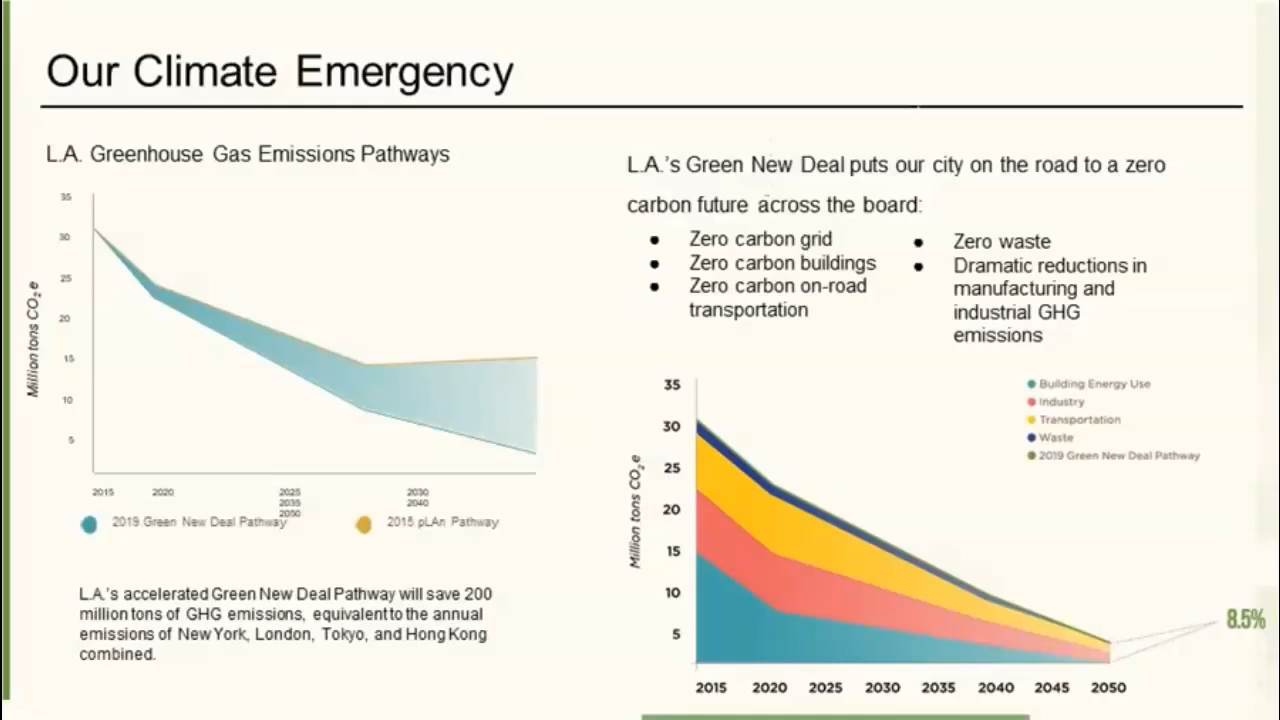 Our Climate Emergency
L.A. Greenhouse Gas Emissions Pathways
35
30
25
20
15
10
5
Million tons CO2e
2015 2020 2025 2030
2035 2040
2050
2019 Green New Deal Pathway 2015 pLAn Pathway
L.A.'s accelerated Green New Deal Pathway will save 200
million tons of GHG emissions, equivalent to the annual
emissions of New York, London, Tokyo, and Hong Kong
combined.
L.A.'s Green New Deal puts our city on the road to a zero
carbon future across the board:
● Zero carbon grid
● Zero carbon buildings
● Zero carbon on-road
transportation
● Zero waste
● Dramatic reductions in
manufacturing and
industrial GHG
emissions
35
30
25
20
15
10
5
Million tons CO2e
Building Energy Use
Industry
Transportation
Waste
2019 Green New Deal Pathway
8.5%
2015 2020 2025 2030 2035 2040 2045 2050